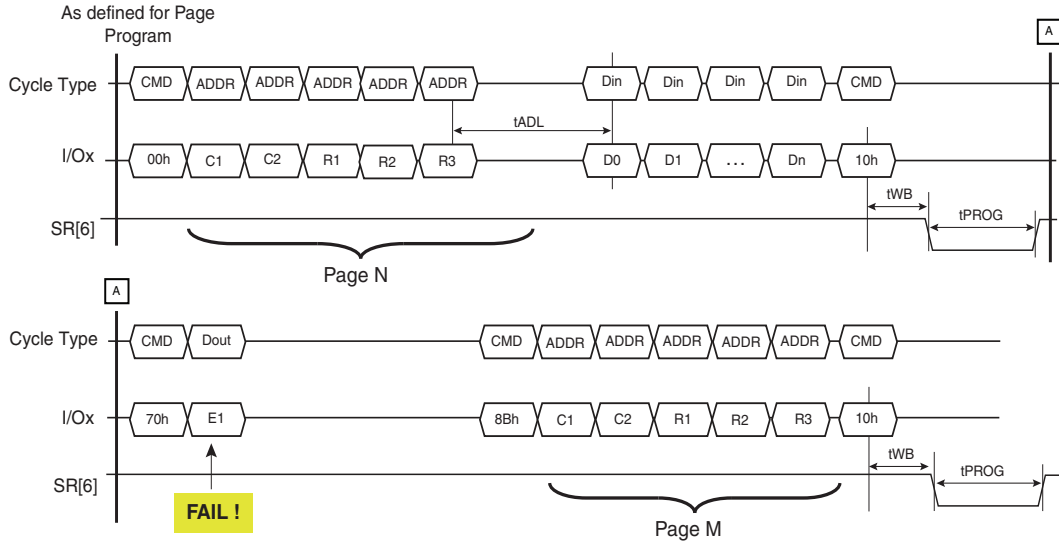 As defined for Page
Program
A
Cycle Type CMD ADDR ADDR ADDR ADDR ADDR Din Din Din Din CMD
tADL
I/Ox 00h C1 C2 R1 R2 R3 D0 D1 ... Dn 10h
tWB
tPROG
SR[6]
Page N
A
Cycle Type CMD Dout CMD ADDR ADDR ADDR ADDR ADDR CMD
I/Ox 70h E1 8Bh C1 C2 R1 R2 R3 10h
tWB
tPROG
SR[6]
FAIL !
Page M